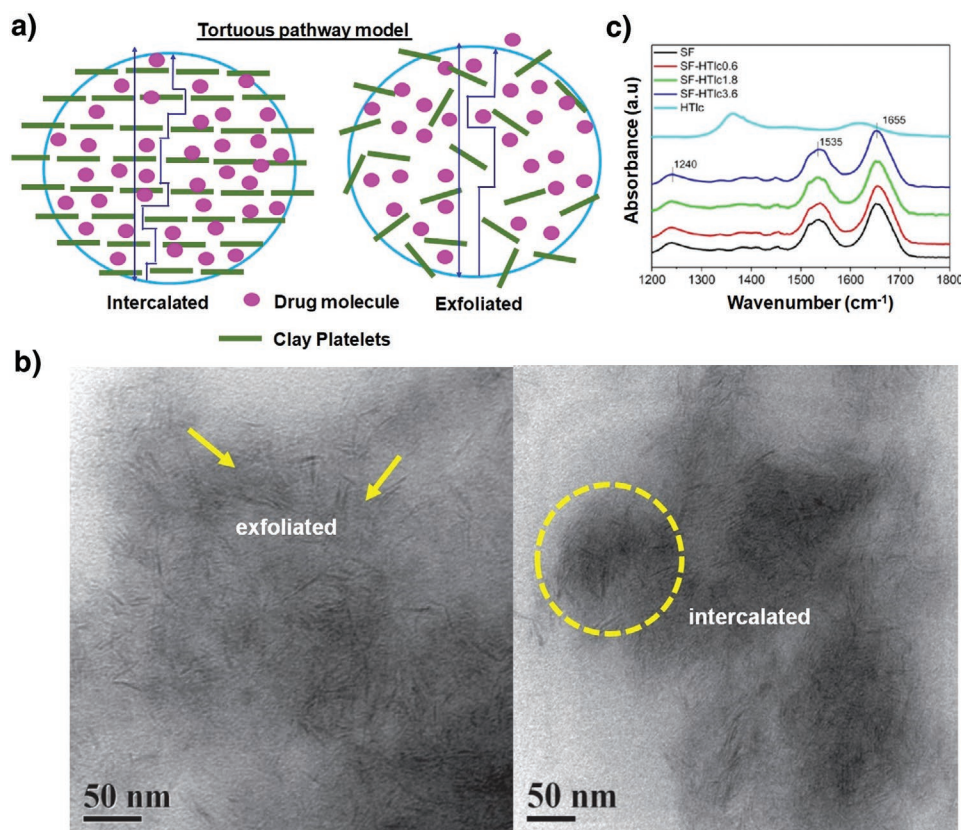 a)
Tortuous pathway model
Intercalated
Drug molecule
Exfoliated
Clay Platelets
c)
SF
SF-HTlc0.6
SF-HTlc1.8
SF-HTlc3.6
HTlc
1240
1535
1655
Absorbance (a.u)
1200 1300 1400 1500 1600 1700 1800
Wavenumber (cm⁻¹)
b)
exfoliated
50 nm
intercalated
50 nm